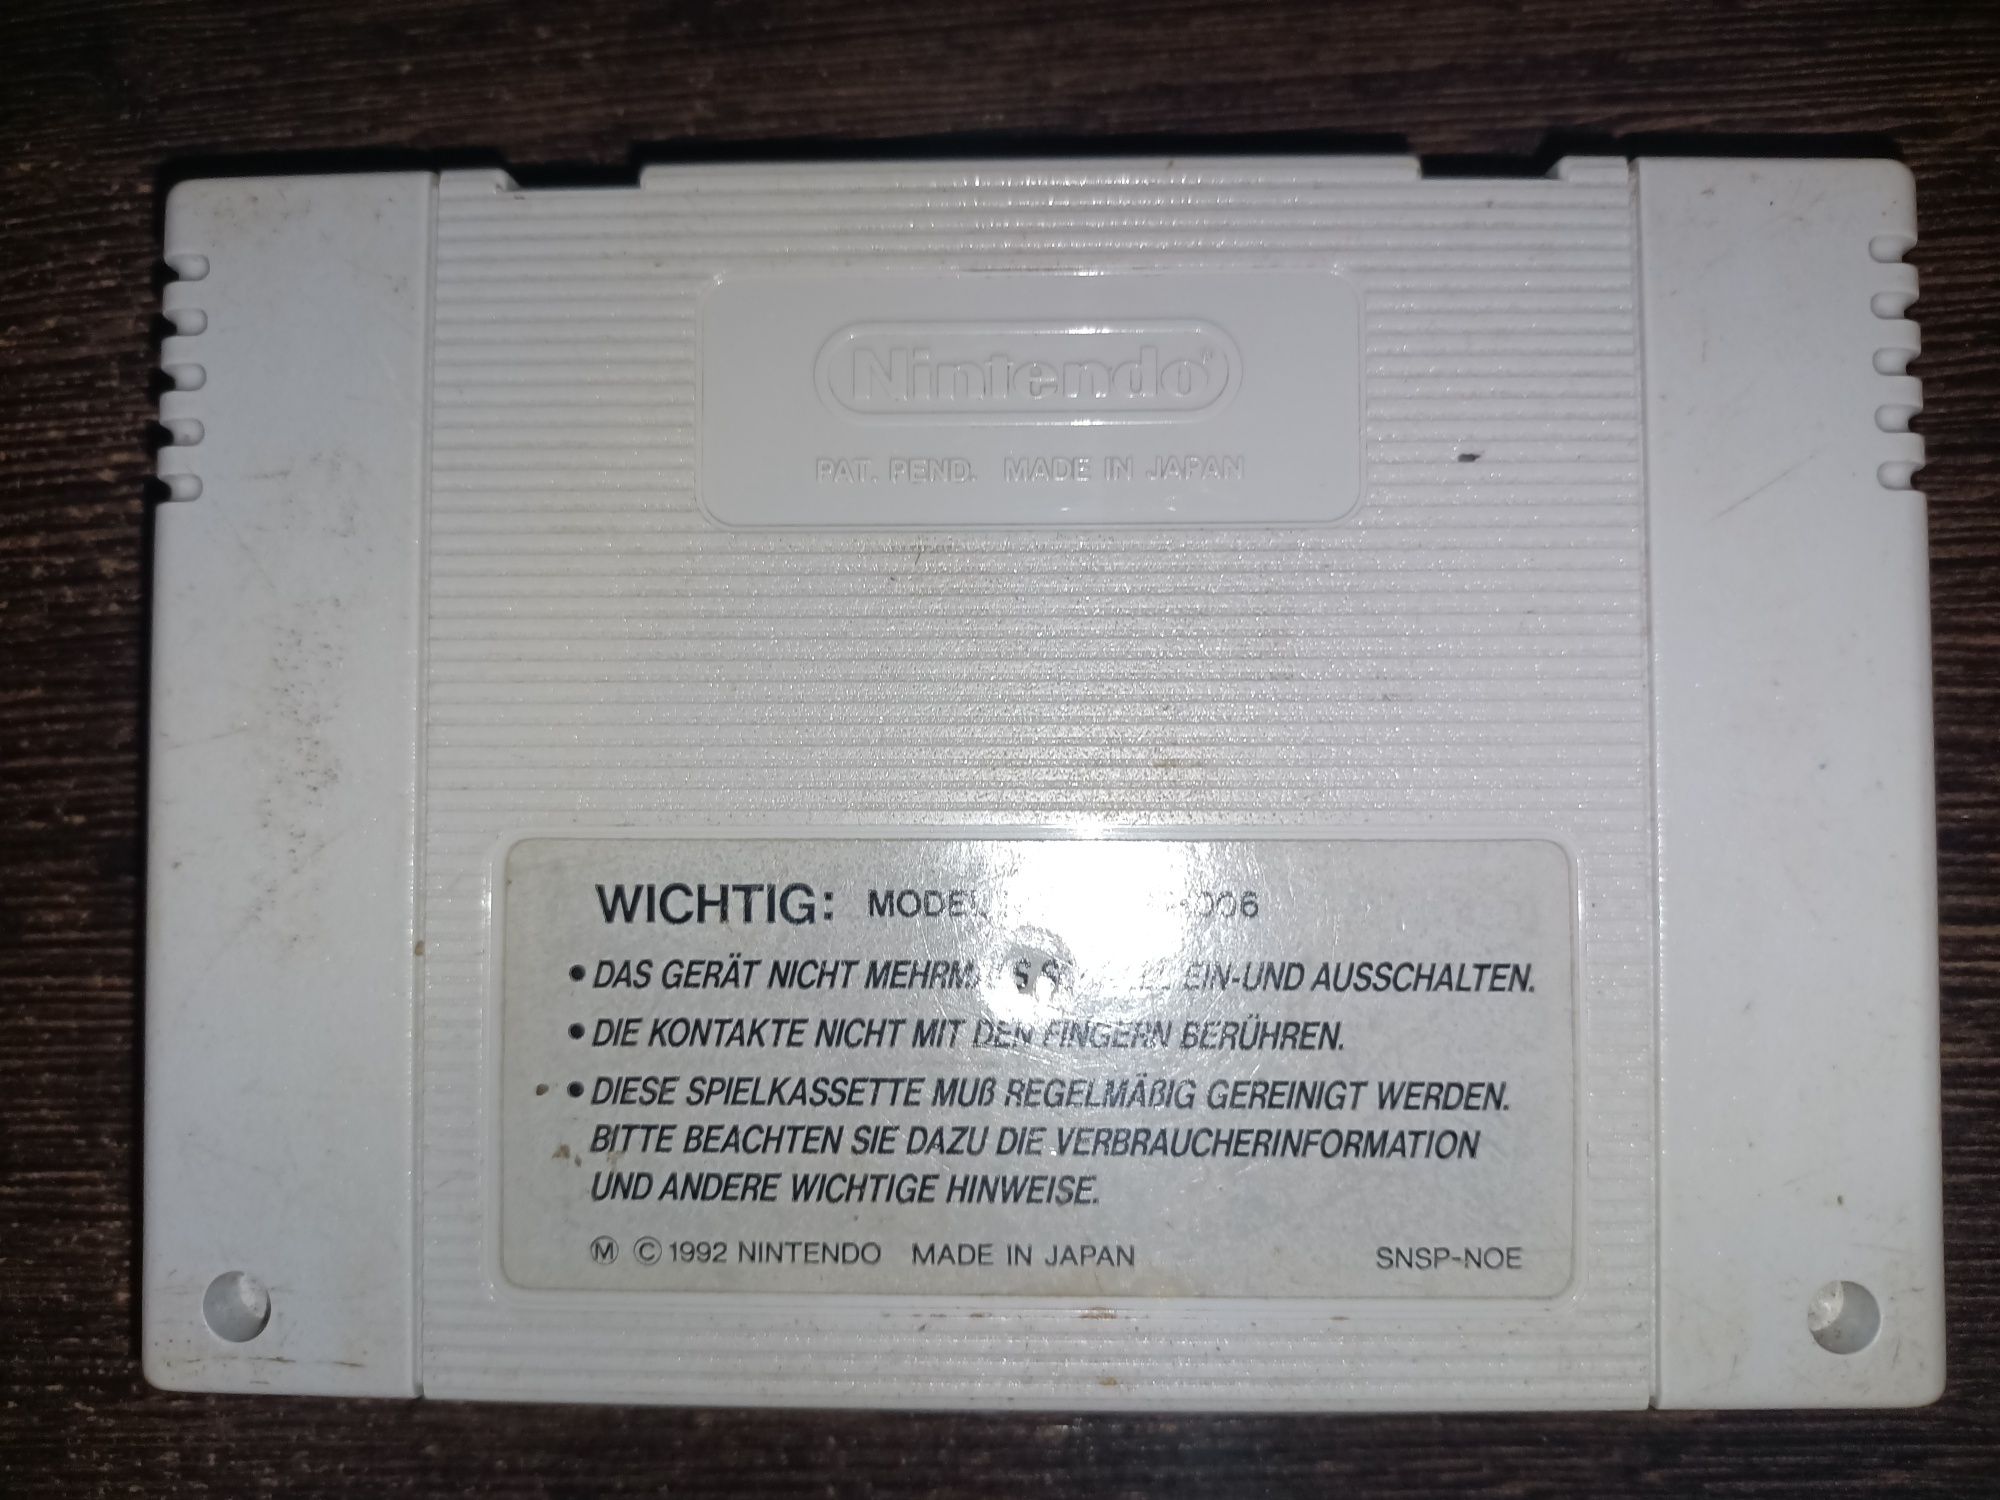 Nintendo
PAT. PEND. MADE IN JAPAN
WICHTIG:
• DAS GERÄT NICHT EIN-UND AUSSCHALTEN.
• DIE KONTAKTE NICHT MIT DEN FINGERN BERÜHREN.
• DIESE SPIELKASSETTE MUß REGELMÄßIG GEREINIGT WERDEN.
BITTE BEACHTEN SIE DAZU DIE VERBRAUCHERINFORMATION
UND ANDERE WICHTIGE HINWEISE.
Ⓜ © 1992 NINTENDO MADE IN JAPAN SNSP-NOE